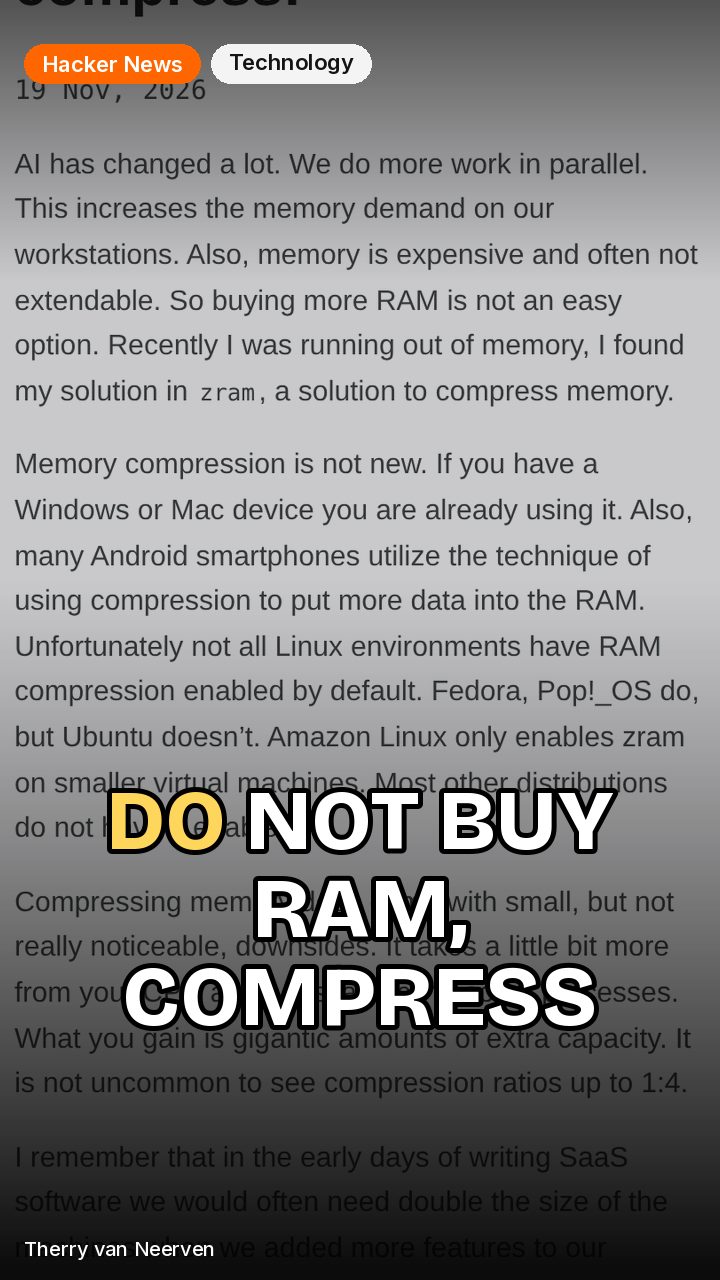 Hacker News
Technology
19 Nov, 2026
AI has changed a lot. We do more work in parallel.
This increases the memory demand on our
workstations. Also, memory is expensive and often not
extendable. So buying more RAM is not an easy
option. Recently I was running out of memory, I found
my solution in zram, a solution to compress memory.
Memory compression is not new. If you have a
Windows or Mac device you are already using it. Also,
many Android smartphones utilize the technique of
using compression to put more data into the RAM.
Unfortunately not all Linux environments have RAM
compression enabled by default. Fedora, Pop!_OS do,
but Ubuntu doesn’t. Amazon Linux only enables zram
on smaller virtual machines. Most other distributions
do not
DO NOT BUY
RAM,
COMPRESS
Compressing with small, but not
really noticeable, downsides. It takes a little bit more
from
What you gain is gigantic amounts of extra capacity. It
is not uncommon to see compression ratios up to 1:4.
I remember that in the early days of writing SaaS
software we would often need double the size of the
we added more features to our
Therry van Neerven